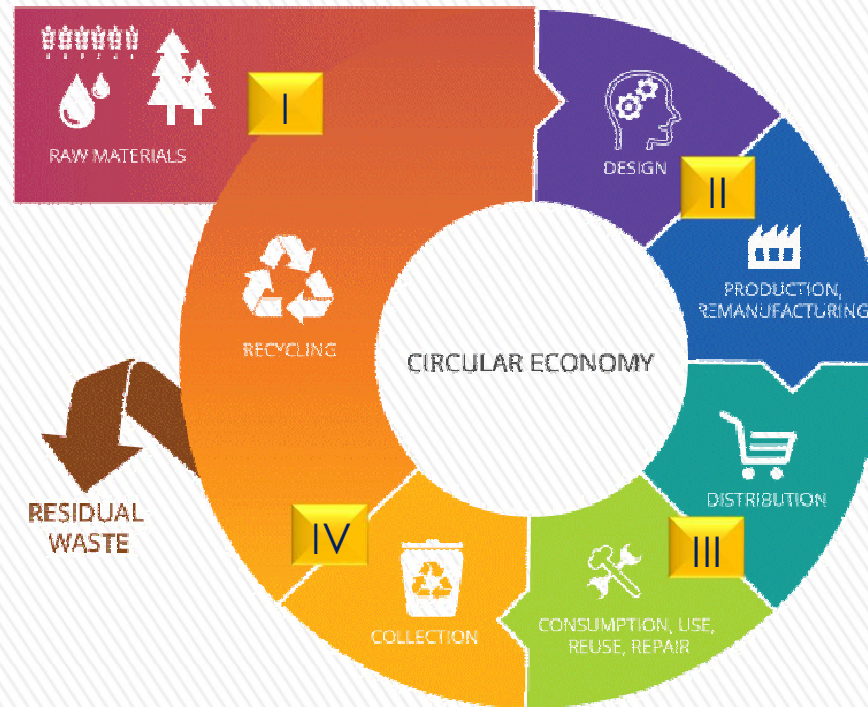 I
RAW MATERIALS
DESIGN
II
PRODUCTION,
REMANUFACTURING
RECYCLING
CIRCULAR ECONOMY
DISTRIBUTION
RESIDUAL
WASTE
IV
III
COLLECTION
CONSUMPTION, USE,
REUSE, REPAIR